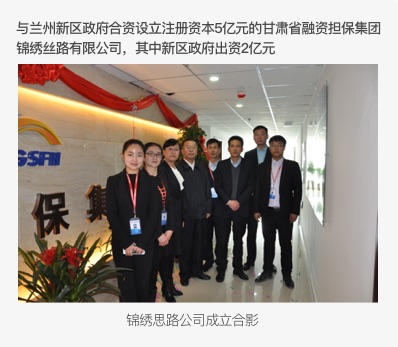 与兰州新区政府合资设立注册资本5亿元的甘肃省融资担保集团
锦绣丝路有限公司，其中新区政府出资2亿元
GSFH
保集
锦绣思路公司成立合影